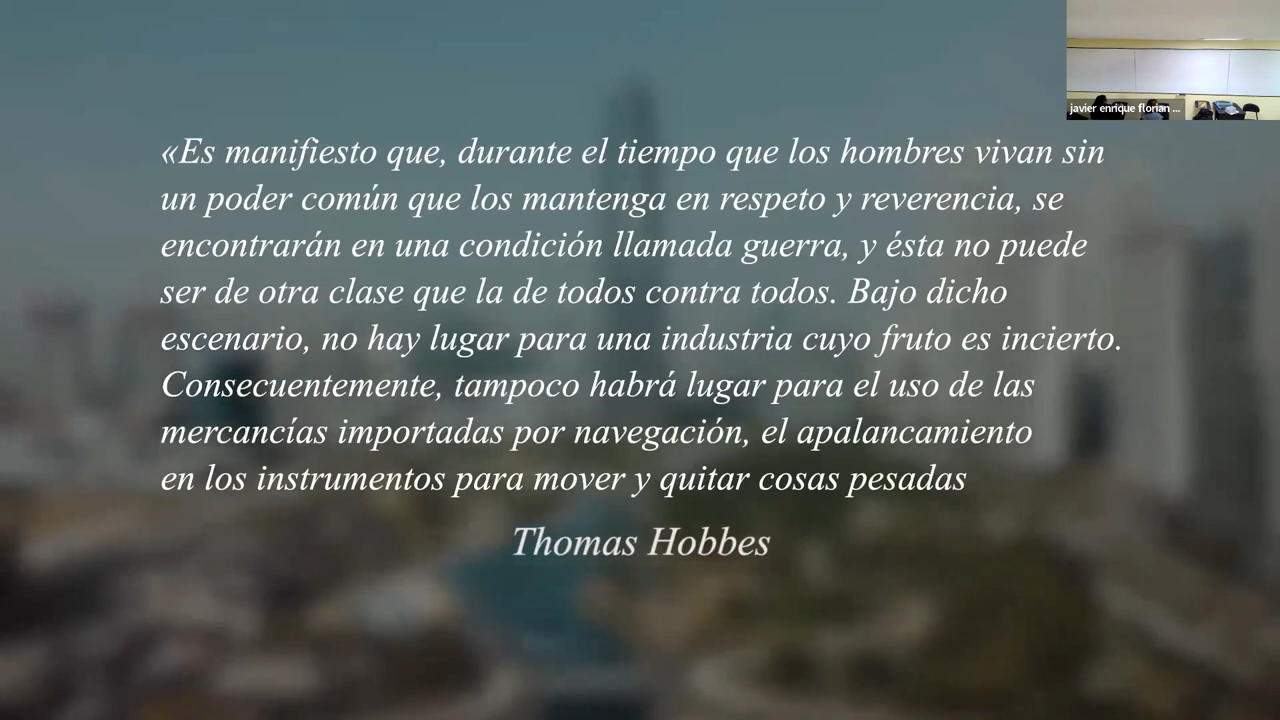 javier enrique florian ...
«Es manifiesto que, durante el tiempo que los hombres vivan sin
un poder común que los mantenga en respeto y reverencia, se
encontrarán en una condición llamada guerra, y ésta no puede
ser de otra clase que la de todos contra todos. Bajo dicho
escenario, no hay lugar para una industria cuyo fruto es incierto.
Consecuentemente, tampoco habrá lugar para el uso de las
mercancías importadas por navegación, el apalancamiento
en los instrumentos para mover y quitar cosas pesadas
Thomas Hobbes